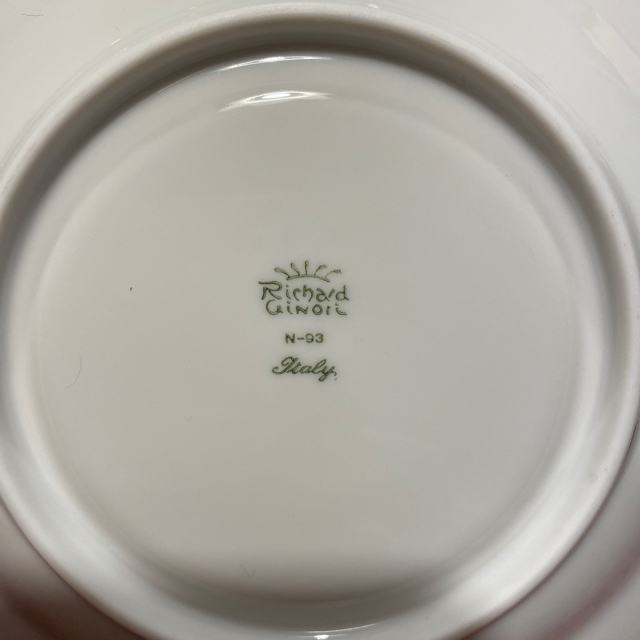 Richard
GINORI
N-93
Italy.